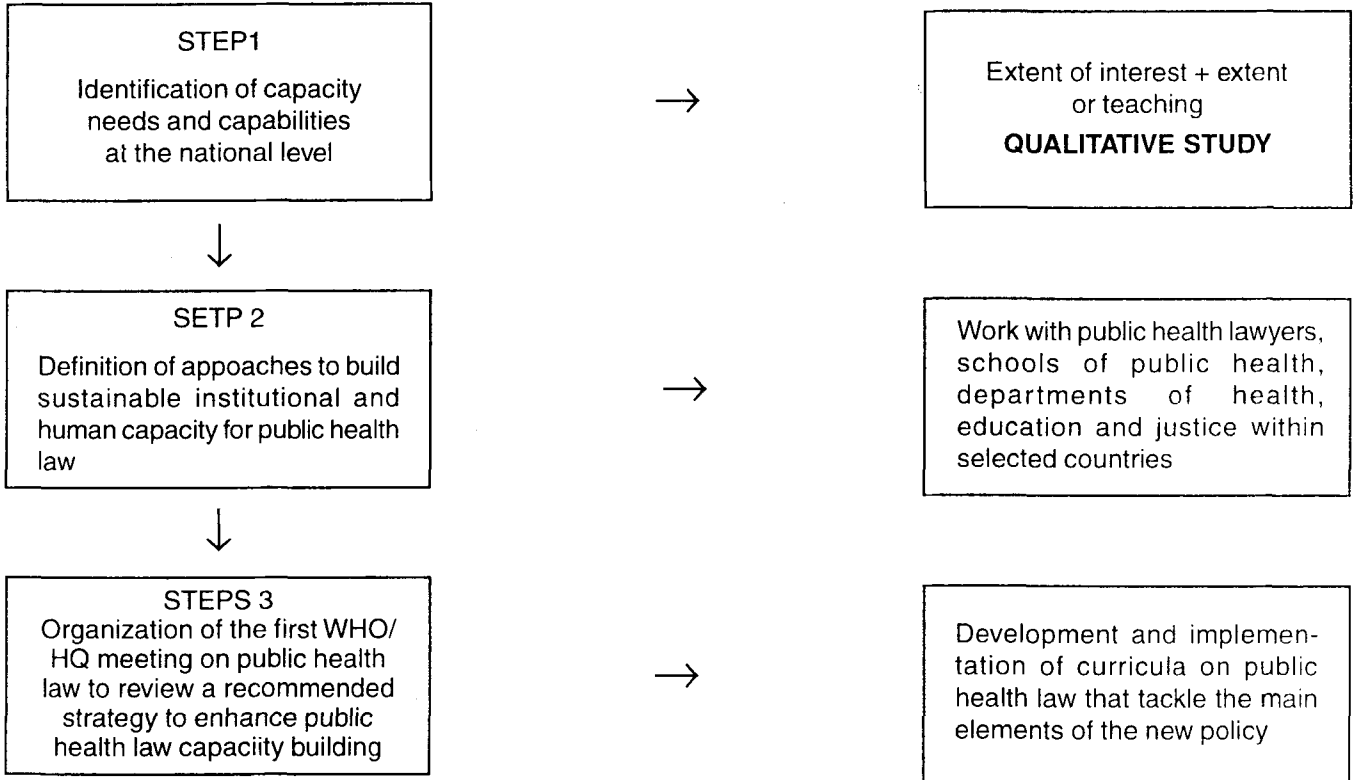 STEP1
Identification of capacity
needs and capabilities
at the national level
→
Extent of interest + extent
or teaching
QUALITATIVE STUDY
↓
SETP 2
Definition of appoaches to build
sustainable institutional and
human capacity for public health
law
→
Work with public health lawyers,
schools of public health,
departments of health,
education and justice within
selected countries
↓
STEPS 3
Organization of the first WHO/
HQ meeting on public health
law to review a recommended
strategy to enhance public
health law capaciity building
→
Development and implemen-
tation of curricula on public
health law that tackle the main
elements of the new policy